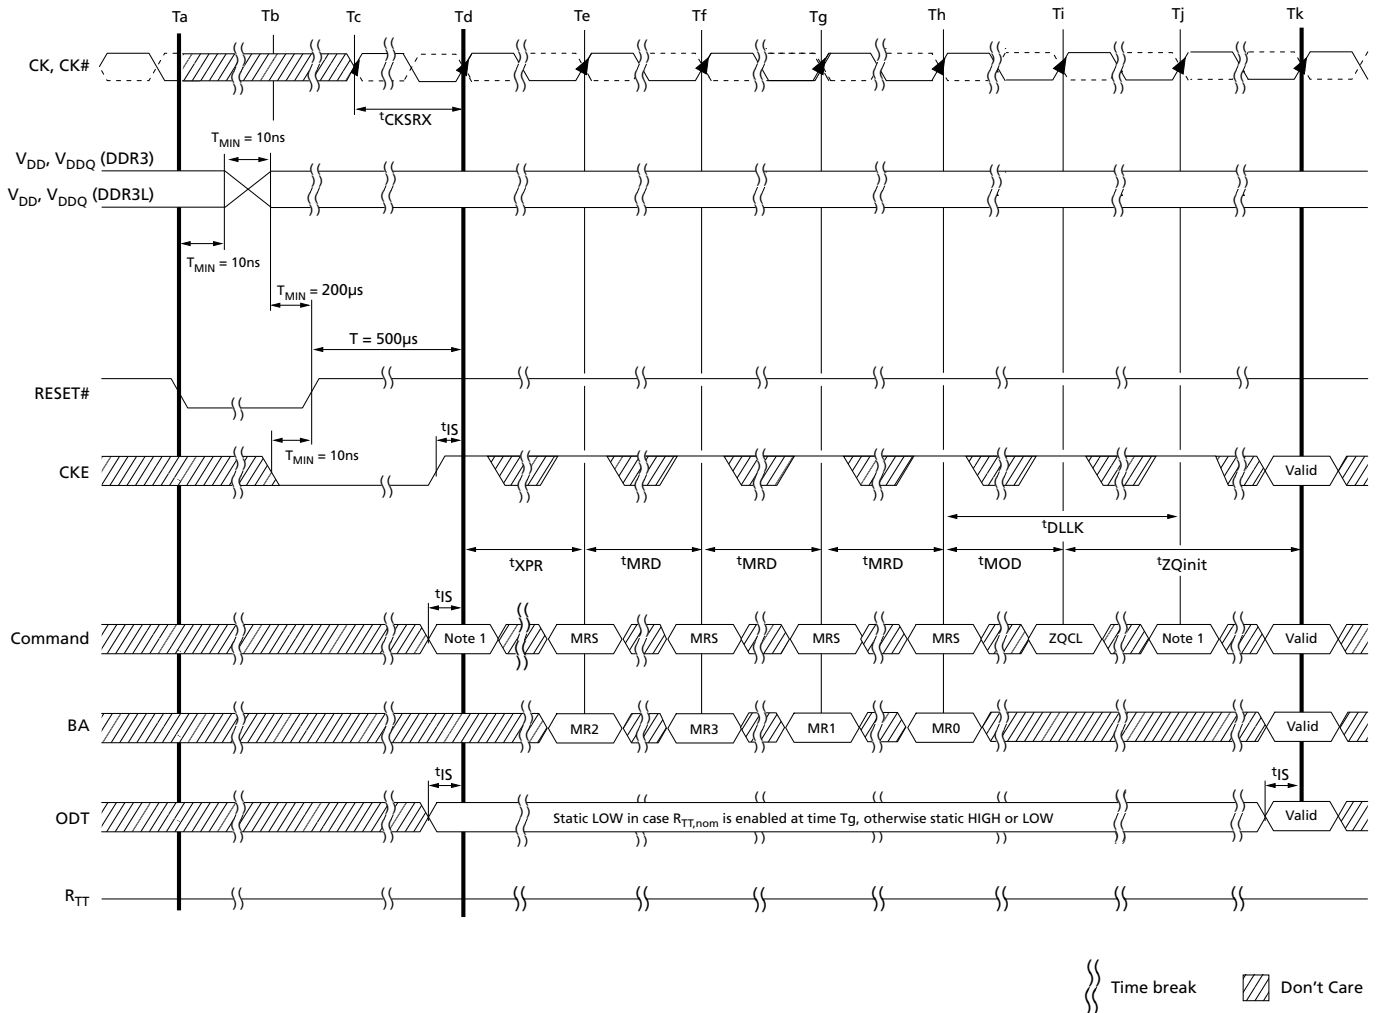 Ta Tb Tc Td Te Tf Tg Th Ti Tj Tk
CK, CK#
tCKSRX
TMIN = 10ns
VDD, VDDQ (DDR3)
VDD, VDDQ (DDR3L)
TMIN = 10ns
TMIN = 200µs
T = 500µs
RESET#
tIS
TMIN = 10ns
CKE
Valid
tDLLK
tXPR tMRD tMRD tMRD tMOD tZQinit
tIS
Command Note 1 MRS MRS MRS MRS ZQCL Note 1 Valid
BA MR2 MR3 MR1 MR0 Valid
tIS tIS
ODT Static LOW in case RTT,nom is enabled at time Tg, otherwise static HIGH or LOW Valid
RTT
Time break Don't Care